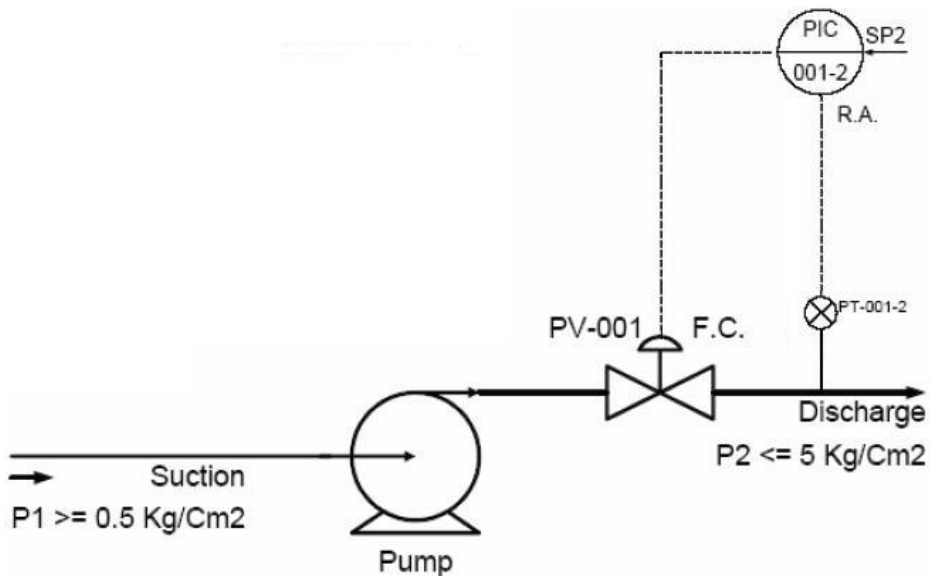 PIC
001-2
SP2
R.A.
PT-001-2
PV-001
F.C.
Discharge
P2 <= 5 Kg/Cm2
Suction
P1 >= 0.5 Kg/Cm2
Pump